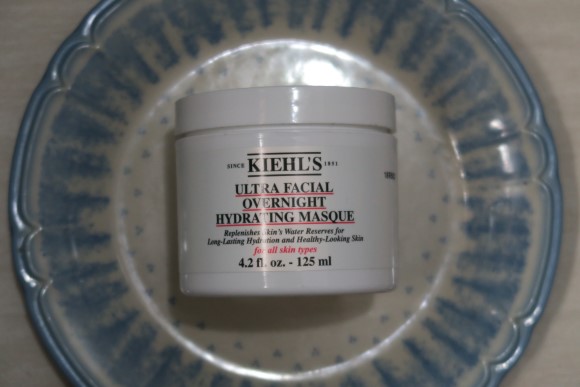 SINCE KIEHL'S 1851
ULTRA FACIAL
OVERNIGHT
HYDRATING MASQUE
Replenishes Skin's Water Reserves for
Long-Lasting Hydration and Healthy-Looking Skin
for all skin types
4.2 fl. oz. - 125 ml